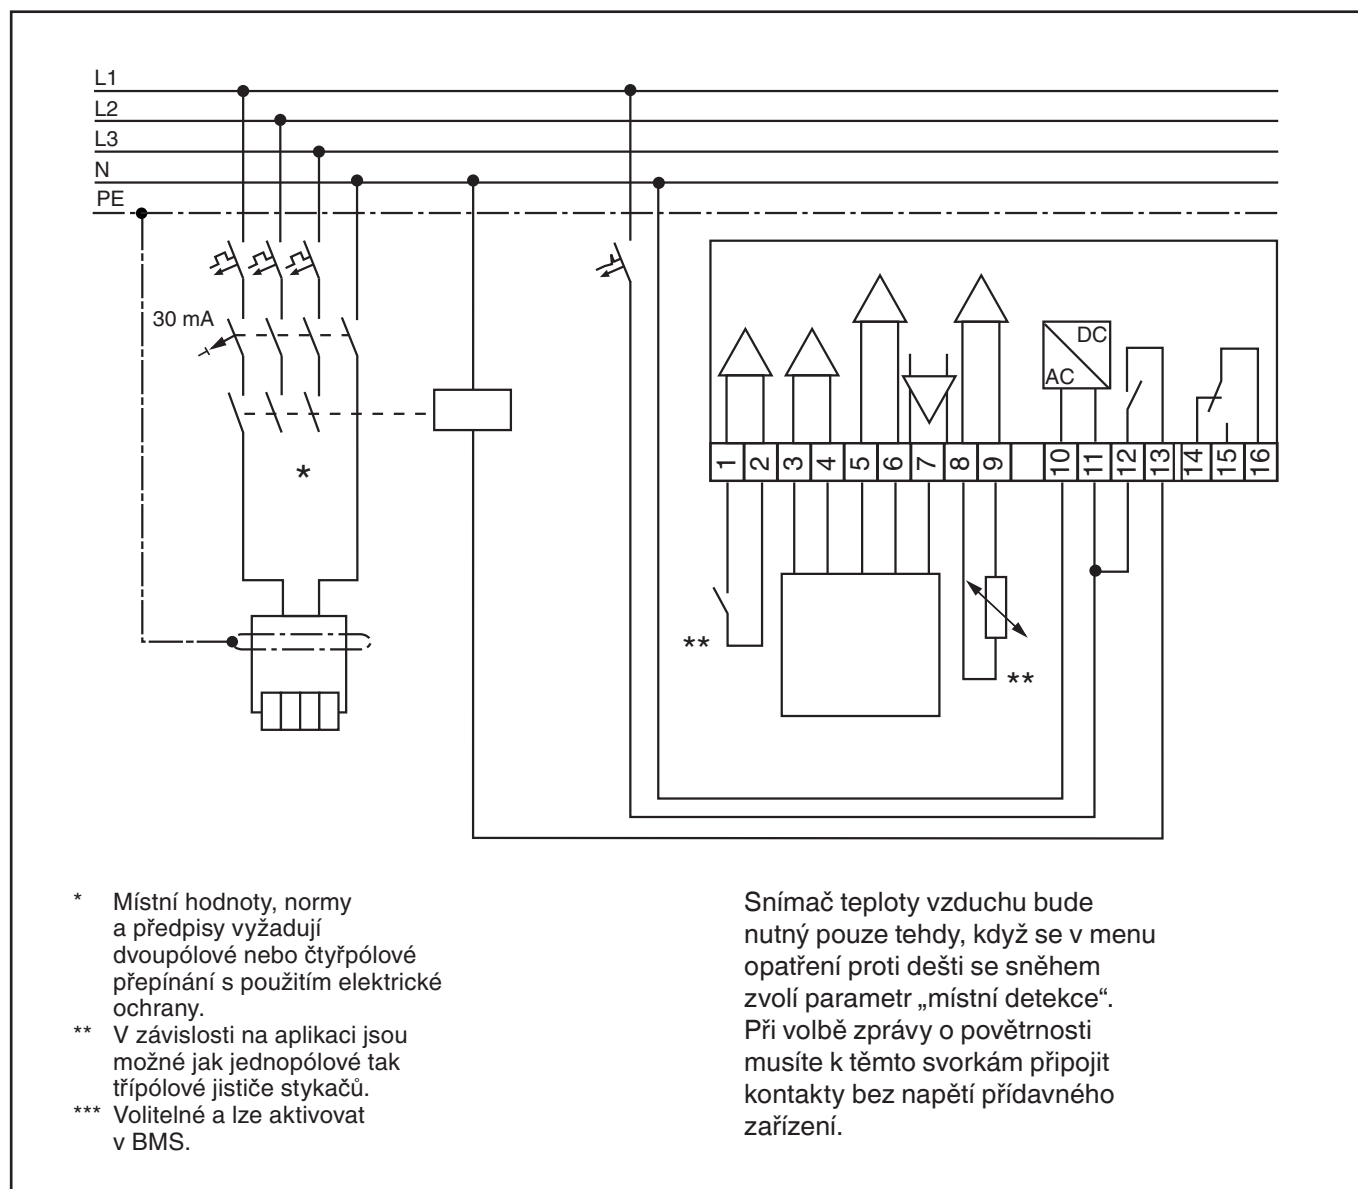 L1
L2
L3
N
PE
30 mA
*
DC
AC
1 2 3 4 5 6 7 8 9 10 11 12 13 14 15 16
**
**
* Místní hodnoty, normy
a předpisy vyžadují
dvoupólové nebo čtyřpólové
přepínání s použitím elektrické
ochrany.
** V závislosti na aplikaci jsou
možné jak jednopólové tak
třípólové jističe stykačů.
*** Volitelné a lze aktivovat
v BMS.
Snímač teploty vzduchu bude
nutný pouze tehdy, když se v menu
opatření proti dešti se sněhem
zvolí parametr „místní detekce“.
Při volbě zprávy o povětrnosti
musíte k těmto svorkám připojit
kontakty bez napětí přídavného
zařízení.